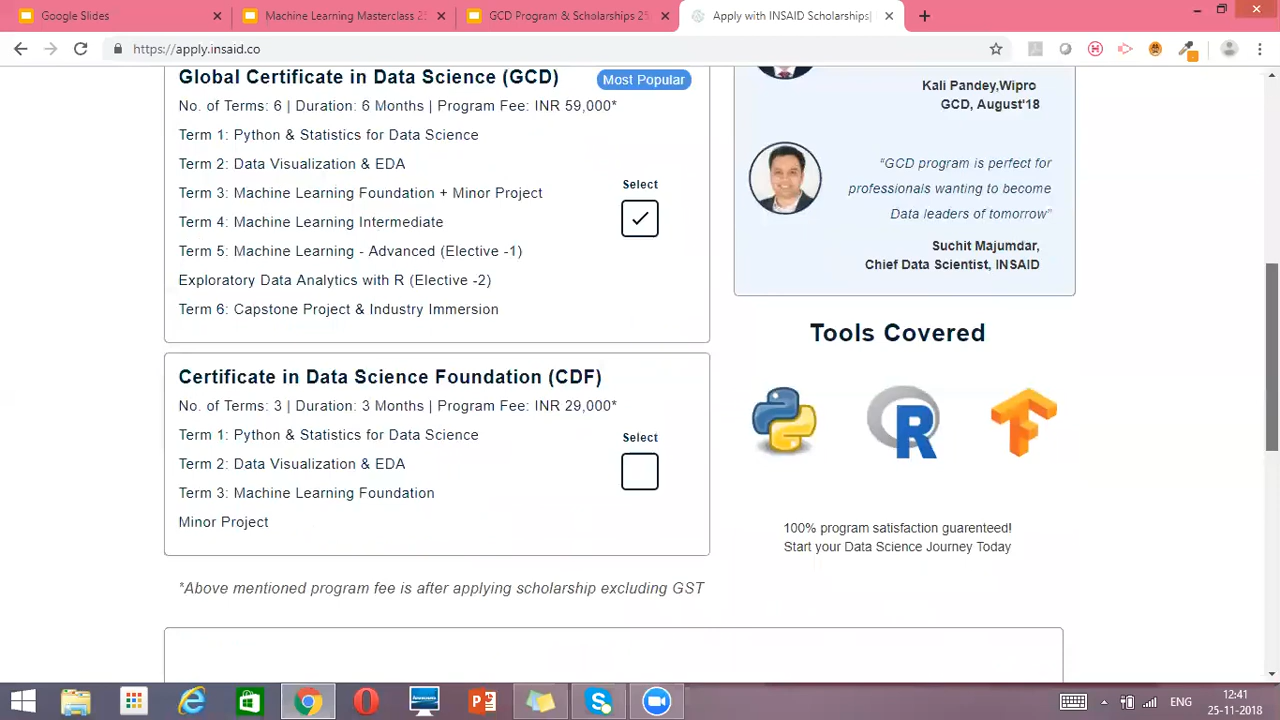 Google Slides
Machine Learning Masterclass 25
GCD Program & Scholarships 25
Apply with INSAID Scholarships|
https://apply.insaid.co
Global Certificate in Data Science (GCD)
Most Popular
No. of Terms: 6 | Duration: 6 Months | Program Fee: INR 59,000*
Term 1: Python & Statistics for Data Science
Term 2: Data Visualization & EDA
Term 3: Machine Learning Foundation + Minor Project
Term 4: Machine Learning Intermediate
Term 5: Machine Learning - Advanced (Elective -1)
Exploratory Data Analytics with R (Elective -2)
Term 6: Capstone Project & Industry Immersion
Select
Certificate in Data Science Foundation (CDF)
No. of Terms: 3 | Duration: 3 Months | Program Fee: INR 29,000*
Term 1: Python & Statistics for Data Science
Term 2: Data Visualization & EDA
Term 3: Machine Learning Foundation
Minor Project
Select
*Above mentioned program fee is after applying scholarship excluding GST
Kali Pandey,Wipro
GCD, August'18
“GCD program is perfect for
professionals wanting to become
Data leaders of tomorrow”
Suchit Majumdar,
Chief Data Scientist, INSAID
Tools Covered
R
100% program satisfaction guarenteed!
Start your Data Science Journey Today
ENG
12:41
25-11-2018